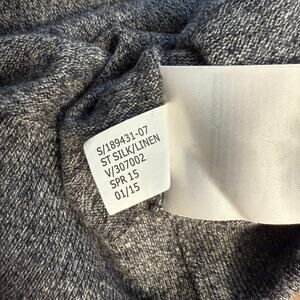 S/189431-07
ST SILK/LINEN
V/307002
SPR 15
01/15